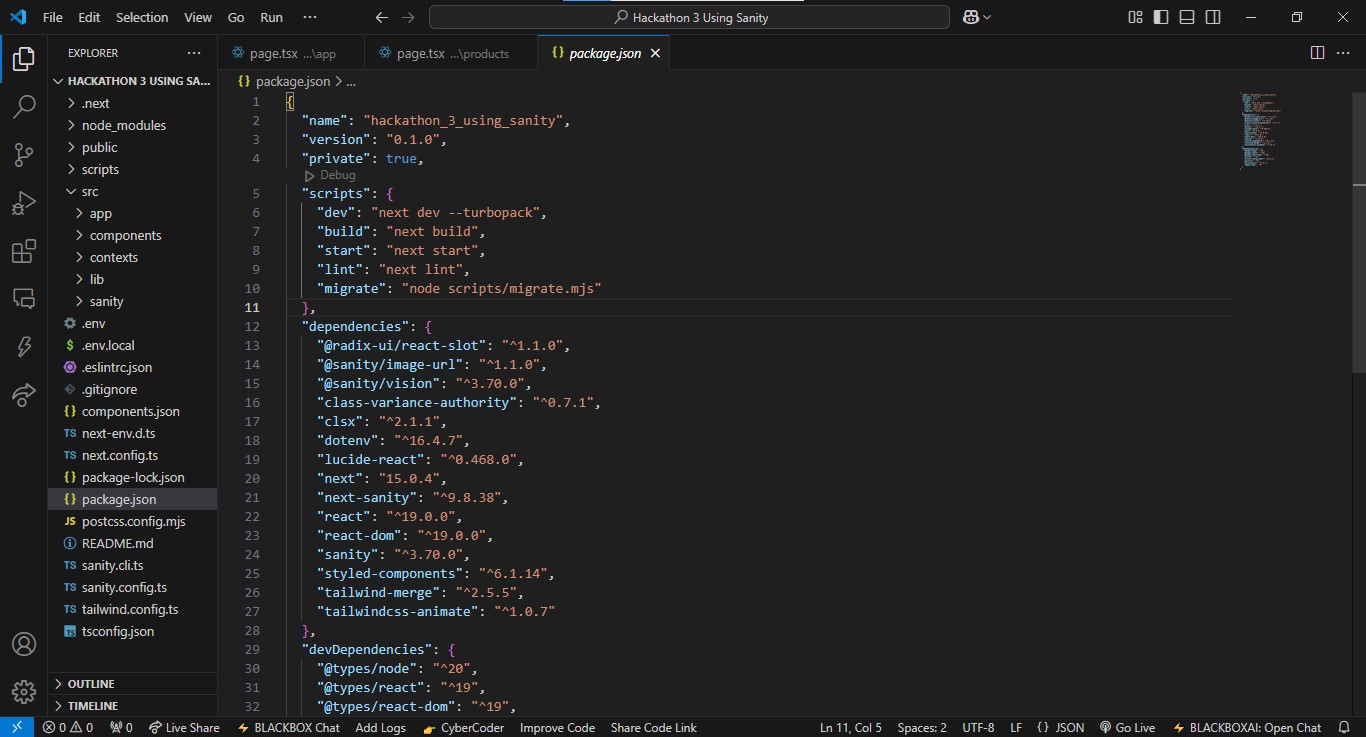 File Edit Selection View Go Run ··· Hackathon 3 Using Sanity
EXPLORER ···
HACKATHON 3 USING SA...
.next
node_modules
public
scripts
src
app
components
contexts
lib
sanity
.env
$ .env.local
.eslintrc.json
.gitignore
{} components.json
TS next-env.d.ts
TS next.config.ts
{} package-lock.json
{} package.json
JS postcss.config.mjs
README.md
TS sanity.cli.ts
TS sanity.config.ts
TS tailwind.config.ts
TS tsconfig.json
OUTLINE
TIMELINE
page.tsx ...\app page.tsx ...\products {} package.json ···
{} package.json > ...
1 {
2 "name": "hackathon_3_using_sanity",
3 "version": "0.1.0",
4 "private": true,
Debug
5 "scripts": {
6 "dev": "next dev --turbopack",
7 "build": "next build",
8 "start": "next start",
9 "lint": "next lint",
10 "migrate": "node scripts/migrate.mjs"
11 },
12 "dependencies": {
13 "@radix-ui/react-slot": "^1.1.0",
14 "@sanity/image-url": "^1.1.0",
15 "@sanity/vision": "^3.70.0",
16 "class-variance-authority": "^0.7.1",
17 "clsx": "^2.1.1",
18 "dotenv": "^16.4.7",
19 "lucide-react": "^0.468.0",
20 "next": "15.0.4",
21 "next-sanity": "^9.8.38",
22 "react": "^19.0.0",
23 "react-dom": "^19.0.0",
24 "sanity": "^3.70.0",
25 "styled-components": "^6.1.14",
26 "tailwind-merge": "^2.5.5",
27 "tailwindcss-animate": "^1.0.7"
28 },
29 "devDependencies": {
30 "@types/node": "^20",
31 "@types/react": "^19",
32 "@types/react-dom": "^19",
0 0 0 Live Share BLACKBOX Chat Add Logs CyberCoder Improve Code Share Code Link Ln 11, Col 5 Spaces: 2 UTF-8 LF {} JSON Go Live BLACKBOXAI: Open Chat